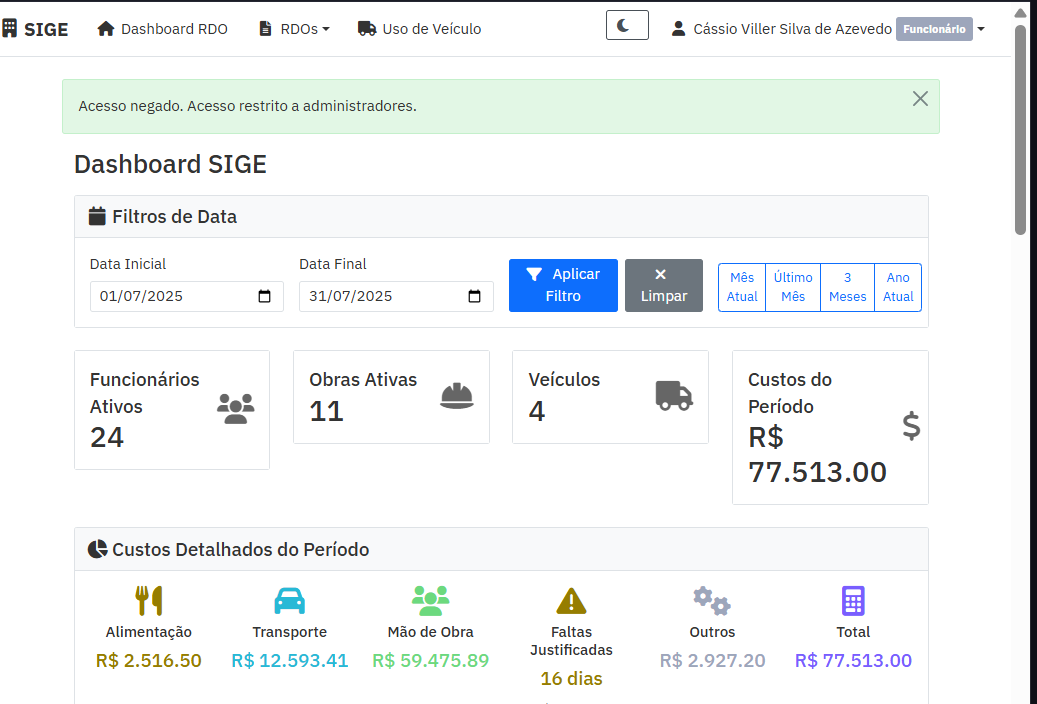 SIGE Dashboard RDO RDOs Uso de Veículo Cássio Viller Silva de Azevedo Funcionário
Acesso negado. Acesso restrito a administradores.
Dashboard SIGE
Filtros de Data
Data Inicial
01/07/2025
Data Final
31/07/2025
Aplicar
Filtro
Limpar
Mês
Atual
Último
Mês
3
Meses
Ano
Atual
Funcionários
Ativos
24
Obras Ativas
11
Veículos
4
Custos do
Período
R$
77.513.00
Custos Detalhados do Período
Alimentação
R$ 2.516.50
Transporte
R$ 12.593.41
Mão de Obra
R$ 59.475.89
Faltas
Justificadas
16 dias
Outros
R$ 2.927.20
Total
R$ 77.513.00